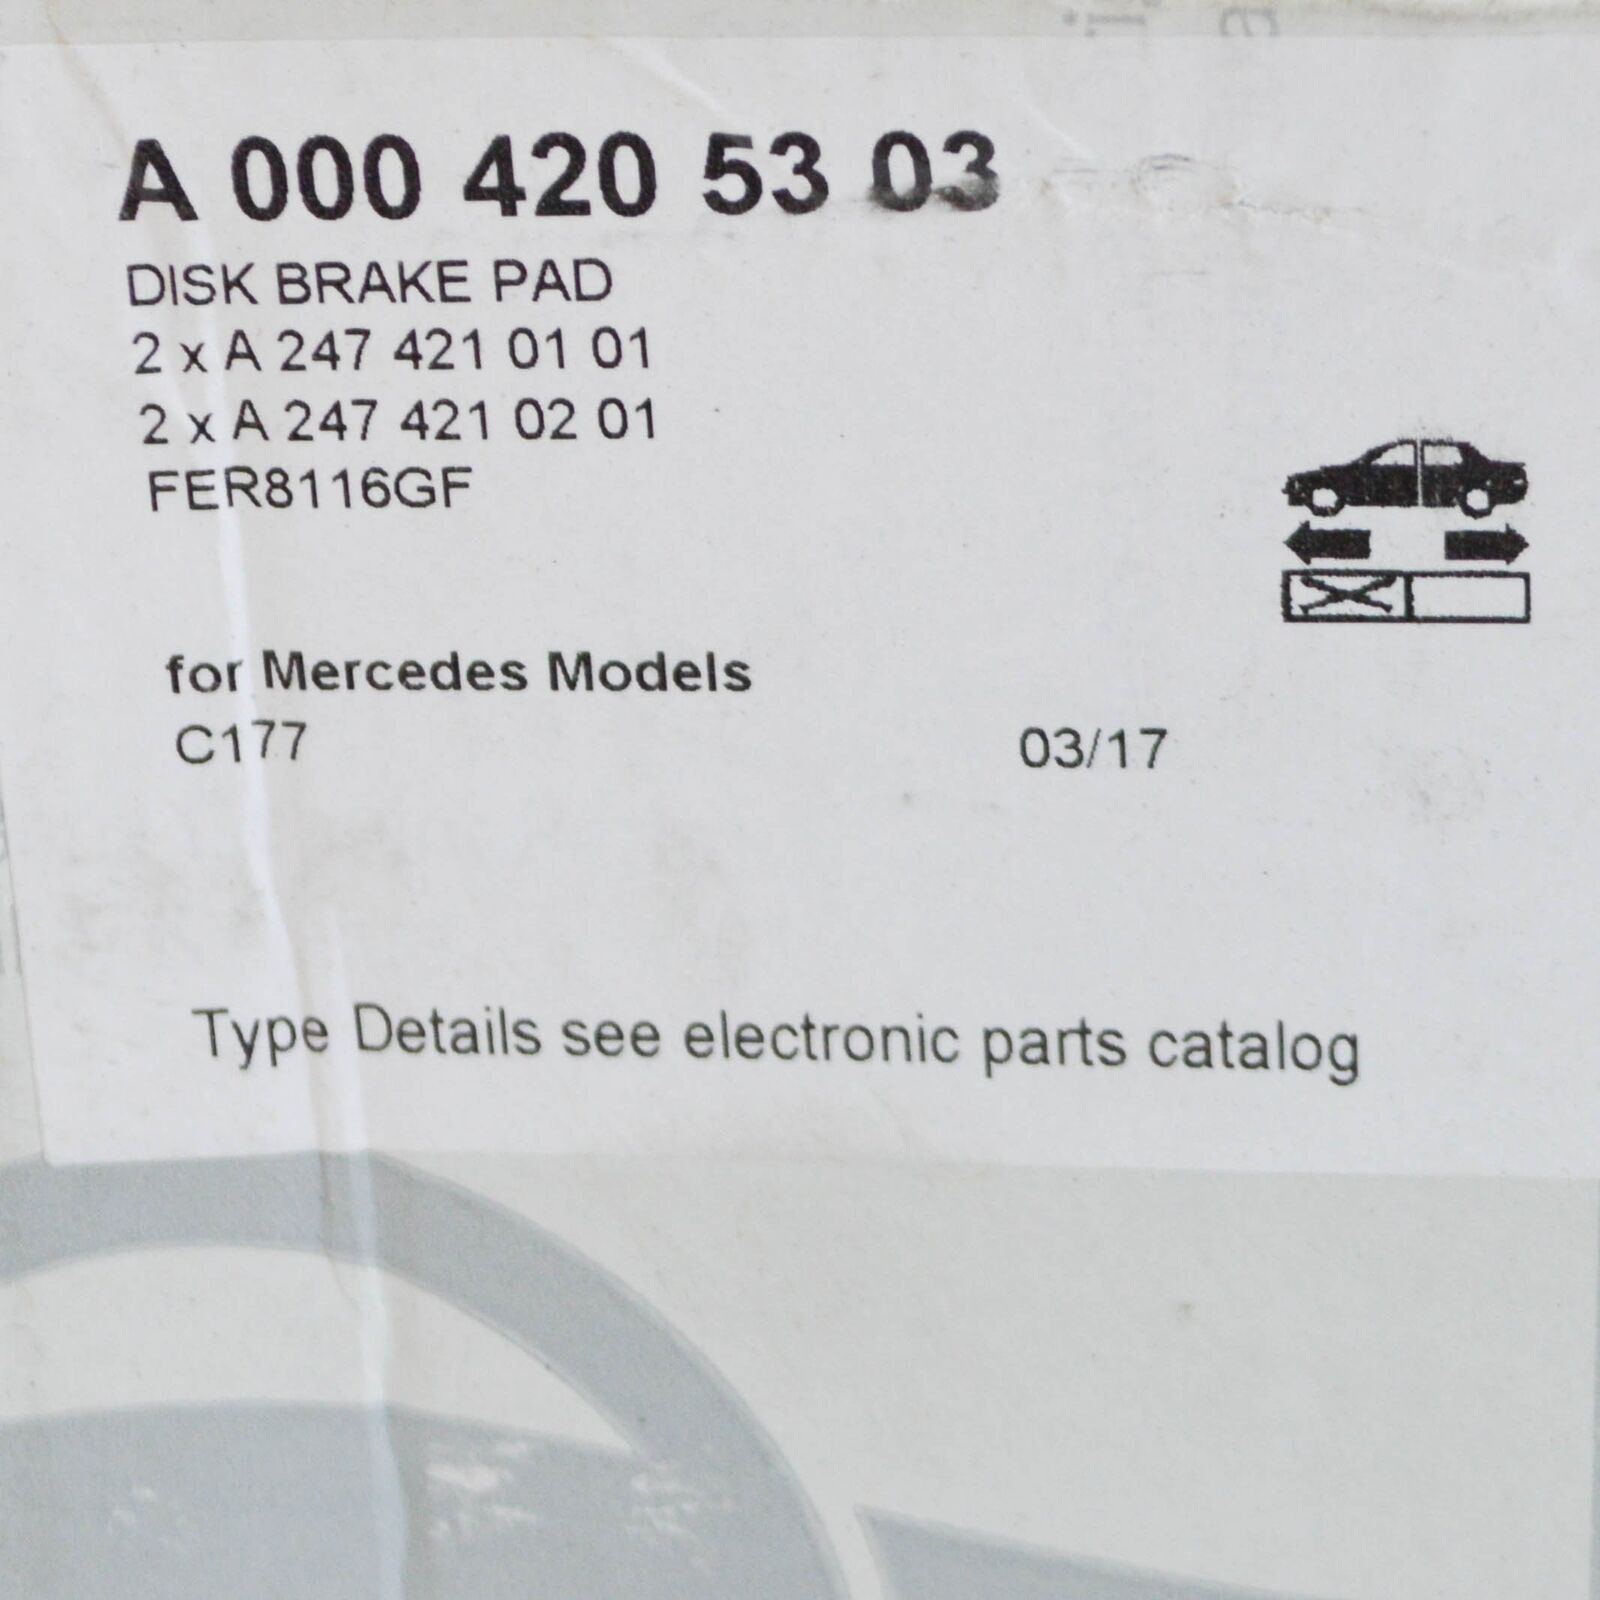 A 000 420 53 03
DISK BRAKE PAD
2 x A 247 421 01 01
2 x A 247 421 02 01
FER8116GF
for Mercedes Models
C177 03/17
Type Details see electronic parts catalog